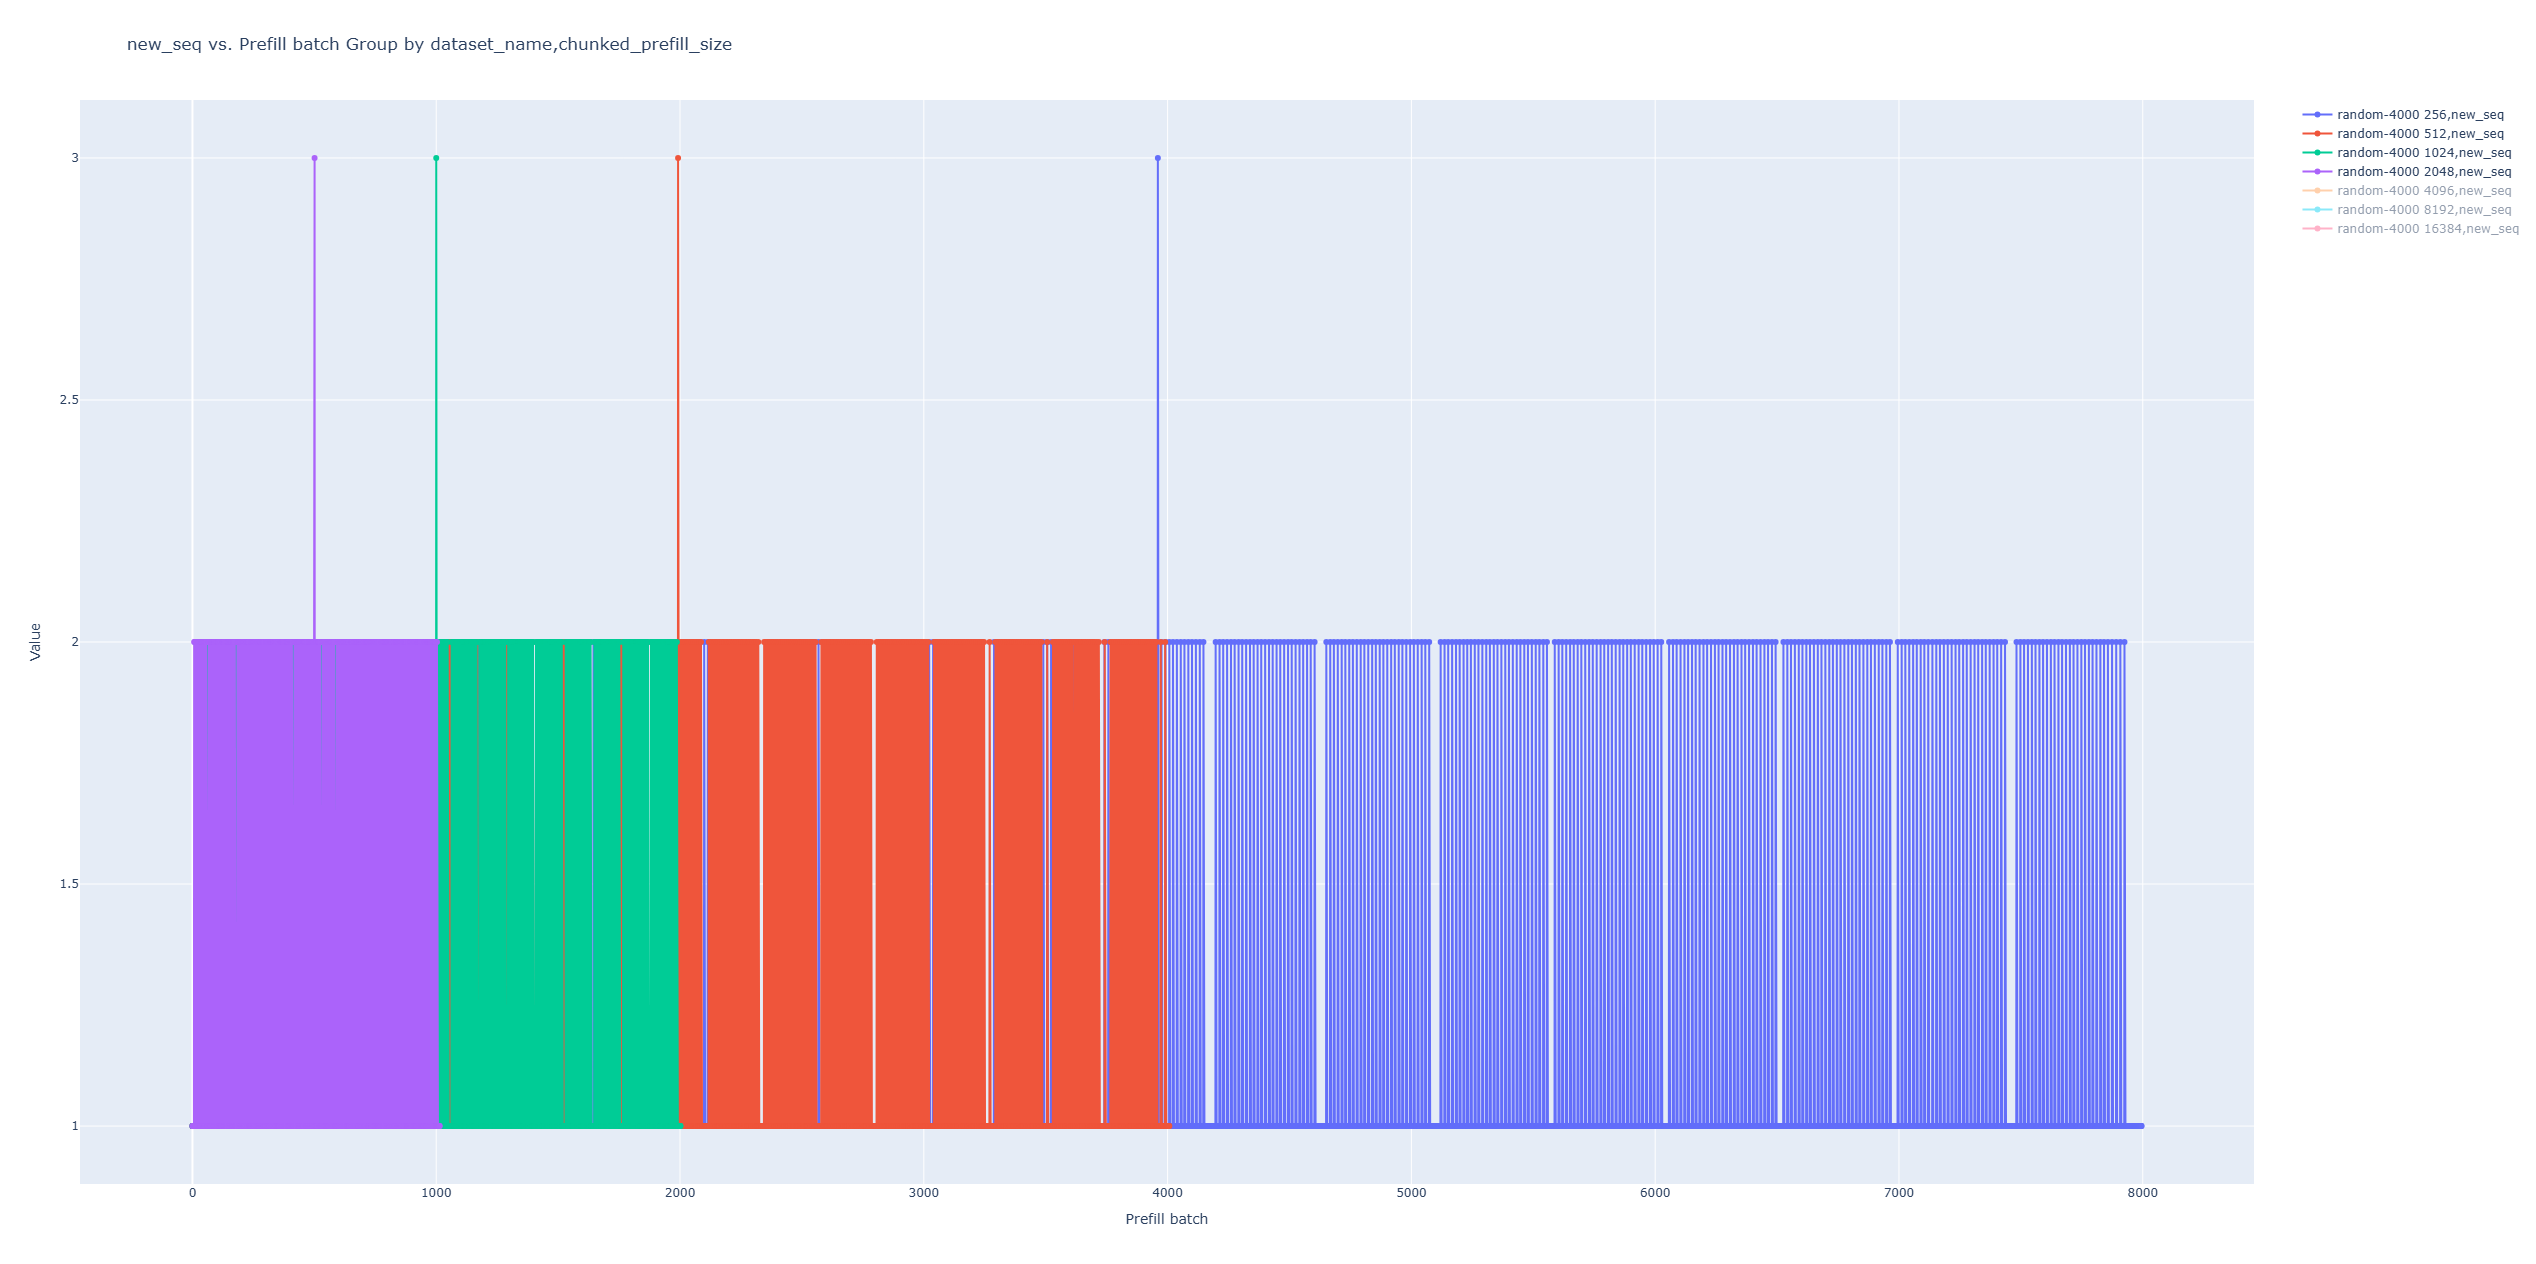 new_seq vs. Prefill batch Group by dataset_name,chunked_prefill_size
random-4000 256,new_seq
random-4000 512,new_seq
random-4000 1024,new_seq
random-4000 2048,new_seq
random-4000 4096,new_seq
random-4000 8192,new_seq
random-4000 16384,new_seq
3
2.5
2
1.5
1
Value
0 1000 2000 3000 4000 5000 6000 7000 8000
Prefill batch